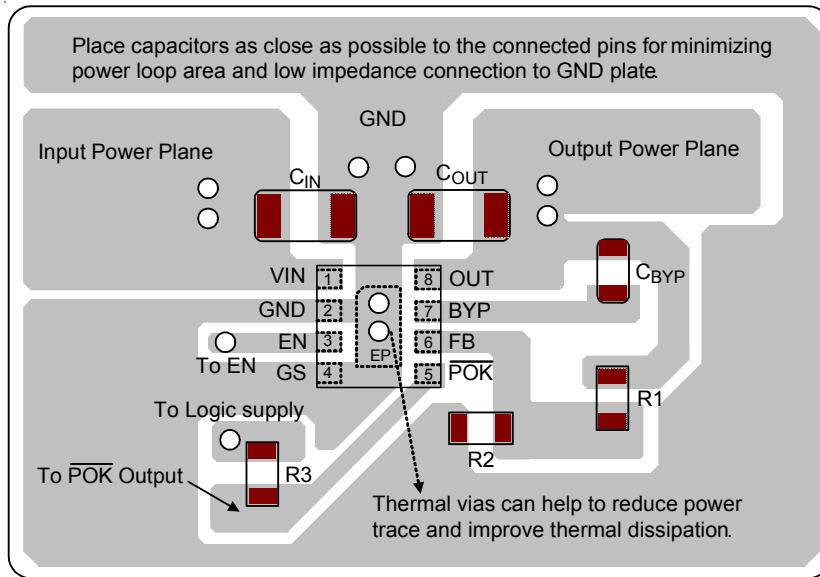 Place capacitors as close as possible to the connected pins for minimizing
power loop area and low impedance connection to GND plate.
GND
Input Power Plane
Output Power Plane
CIN
COUT
VIN
1
8
OUT
CBYP
GND
2
7
BYP
EN
3
6
FB
To EN
EP
GS
4
5
POK
R1
To Logic supply
R2
To POK Output
R3
Thermal vias can help to reduce power
trace and improve thermal dissipation.